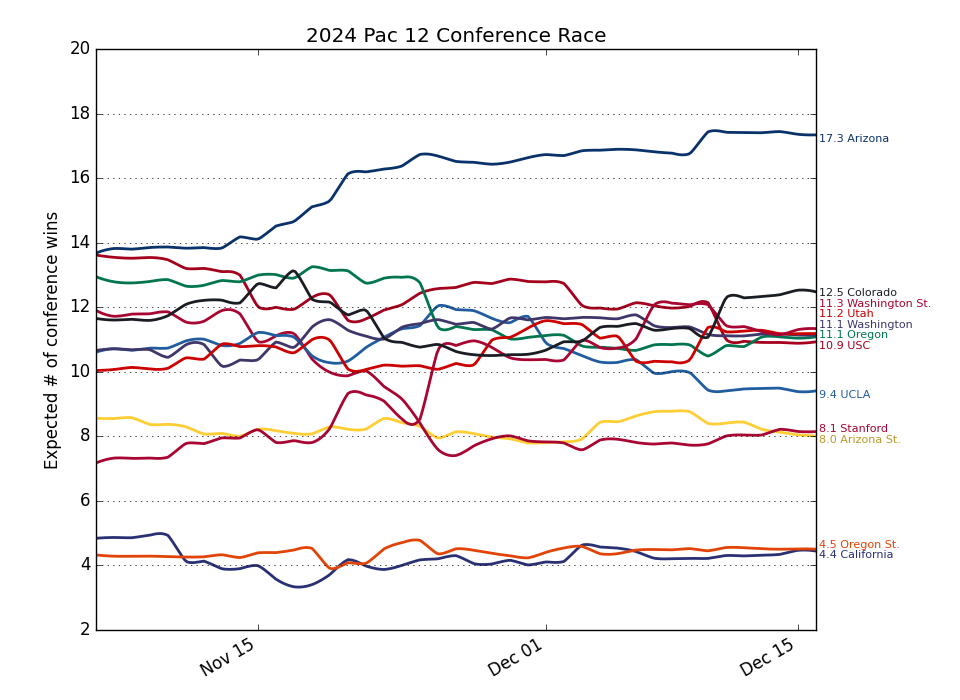 2024 Pac 12 Conference Race
Expected # of conference wins
20
18
16
14
12
10
8
6
4
2
Nov 15
Dec 01
Dec 15
17.3 Arizona
12.5 Colorado
11.3 Washington St.
11.2 Utah
11.1 Washington
11.1 Oregon
10.9 USC
9.4 UCLA
8.1 Stanford
8.0 Arizona St.
4.5 Oregon St.
4.4 California